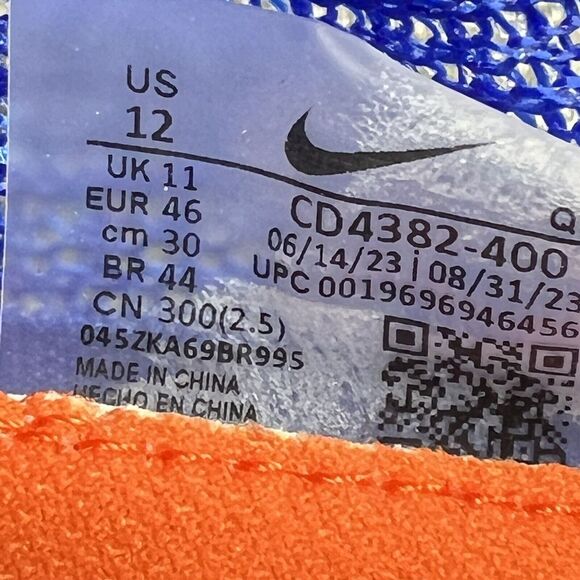 US
12
UK 11
EUR 46
cm 30
BR 44
CN 300(2.5)
045ZKA69BR995
MADE IN CHINA
HECHO EN CHINA
Q
CD4382-400
06/14/23 | 08/31/23
UPC 0019696946456